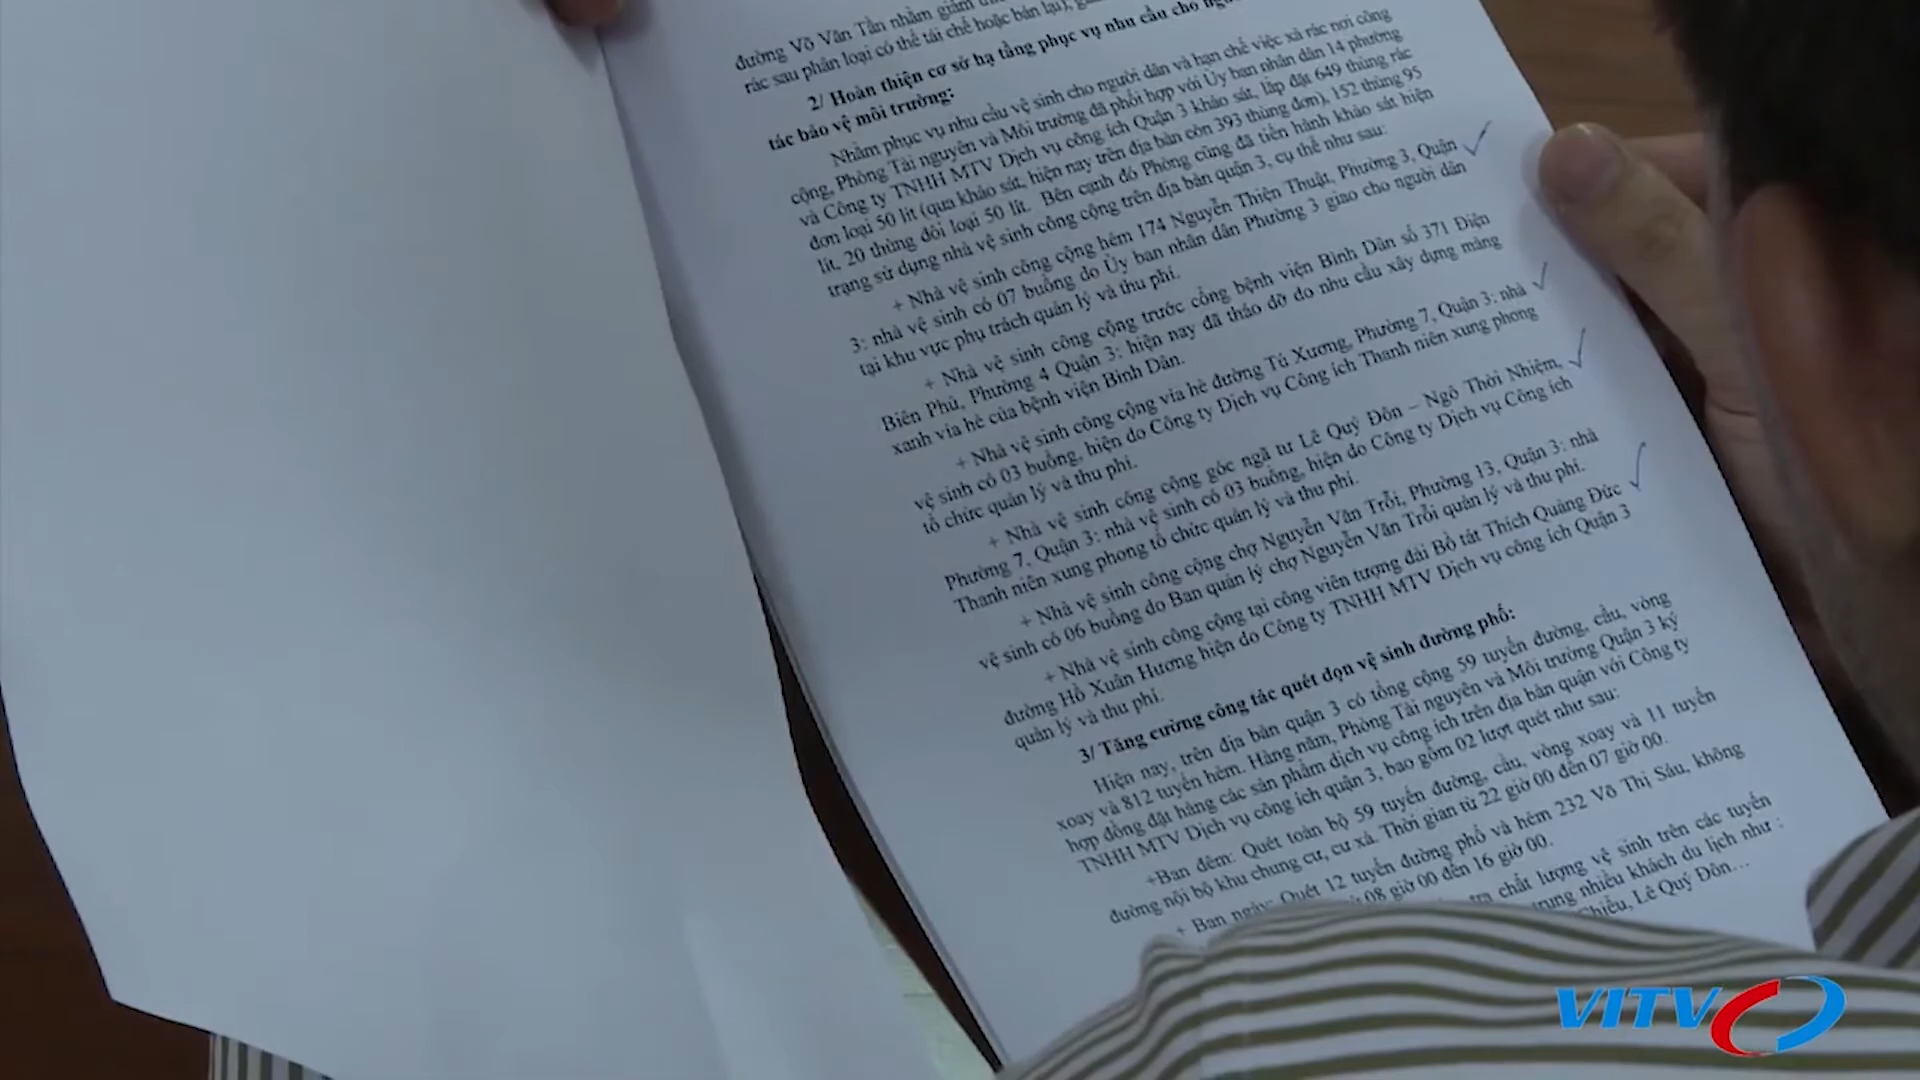 đường Võ Văn Tần nhằm giảm
rác sau phân loại có thể tái chế hoặc bán lại),
2/ Hoàn thiện cơ sở hạ tầng phục vụ nhu cầu cho
tác bảo vệ môi trường:
Nhằm phục vụ nhu cầu vệ sinh cho người dân và hạn chế việc xả rác nơi công
cộng, Phòng Tài nguyên và Môi trường đã phối hợp với Ủy ban nhân dân 14 phường
và Công ty TNHH MTV Dịch vụ công ích Quận 3 khảo sát, lắp đặt 649 thùng rác
đơn loại 50 lít (qua khảo sát, hiện nay trên địa bàn còn 393 thùng đơn), 152 thùng 95
lít, 20 thùng đôi loại 50 lít. Bên cạnh đó Phòng cũng đã tiến hành khảo sát hiện
trạng sử dụng nhà vệ sinh công cộng trên địa bàn quận 3, cụ thể như sau:
+ Nhà vệ sinh công cộng hẻm 174 Nguyễn Thiện Thuật, Phường 3, Quận
3: nhà vệ sinh có 07 buồng do Ủy ban nhân dân Phường 3 giao cho người dân
tại khu vực phụ trách quản lý và thu phí.
+ Nhà vệ sinh công cộng trước cổng bệnh viện Bình Dân số 371 Điện
Biên Phủ, Phường 4 Quận 3: hiện nay đã tháo dỡ do nhu cầu xây dựng mảng
xanh vỉa hè của bệnh viện Bình Dân.
+ Nhà vệ sinh công cộng vỉa hè đường Tú Xương, Phường 7, Quận 3: nhà
vệ sinh có 03 buồng, hiện do Công ty Dịch vụ Công ích Thanh niên xung phong
tổ chức quản lý và thu phí.
+ Nhà vệ sinh công cộng góc ngã tư Lê Quý Đôn – Ngô Thời Nhiệm,
Phường 7, Quận 3: nhà vệ sinh có 03 buồng, hiện do Công ty Dịch vụ Công ích
Thanh niên xung phong tổ chức quản lý và thu phí.
+ Nhà vệ sinh công cộng chợ Nguyễn Văn Trỗi, Phường 13, Quận 3: nhà
vệ sinh có 06 buồng do Ban quản lý chợ Nguyễn Văn Trỗi quản lý và thu phí.
+ Nhà vệ sinh công cộng tại công viên tượng đài Bồ tát Thích Quảng Đức
đường Hồ Xuân Hương hiện do Công ty TNHH MTV Dịch vụ công ích Quận 3
quản lý và thu phí.
3/ Tăng cường công tác quét dọn vệ sinh đường phố:
Hiện nay, trên địa bàn quận 3 có tổng cộng 59 tuyến đường, cầu, vòng
xoay và 812 tuyến hẻm. Hàng năm, Phòng Tài nguyên và Môi trường Quận 3 ký
hợp đồng đặt hàng các sản phẩm dịch vụ công ích trên địa bàn quận với Công ty
TNHH MTV Dịch vụ công ích quận 3, bao gồm 02 lượt quét như sau:
+Ban đêm: Quét toàn bộ 59 tuyến đường, cầu, vòng xoay và 11 tuyến
đường nội bộ khu chung cư, cư xá. Thời gian từ 22 giờ 00 đến 07 giờ 00.
+ Ban ngày: Quét 12 tuyến đường phố và hẻm 232 Võ Thị Sáu, không
08 giờ 00 đến 16 giờ 00.
chất lượng vệ sinh trên các tuyến
trung nhiều khách du lịch như :
Chiểu, Lê Quý Đôn…
VITV